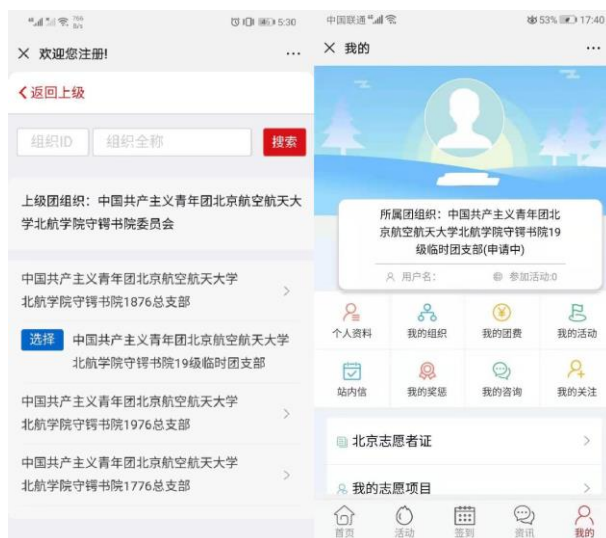 5:30
× 欢迎您注册! ...
返回上级
组织ID 组织全称 搜索
上级团组织：中国共产主义青年团北京航空航天大
学北航学院守锷书院委员会
中国共产主义青年团北京航空航天大学
北航学院守锷书院1876总支部
选择 中国共产主义青年团北京航空航天大学
北航学院守锷书院19级临时团支部
中国共产主义青年团北京航空航天大学
北航学院守锷书院1976总支部
中国共产主义青年团北京航空航天大学
北航学院守锷书院1776总支部
中国联通 53% 17:40
× 我的 ...
所属团组织：中国共产主义青年团北
京航空航天大学北航学院守锷书院19
级临时团支部(申请中)
用户名： 参加活动:0
个人资料 我的组织 我的团费 我的活动
站内信 我的奖惩 我的咨询 我的关注
北京志愿者证
我的志愿项目
首页 活动 签到 资讯 我的